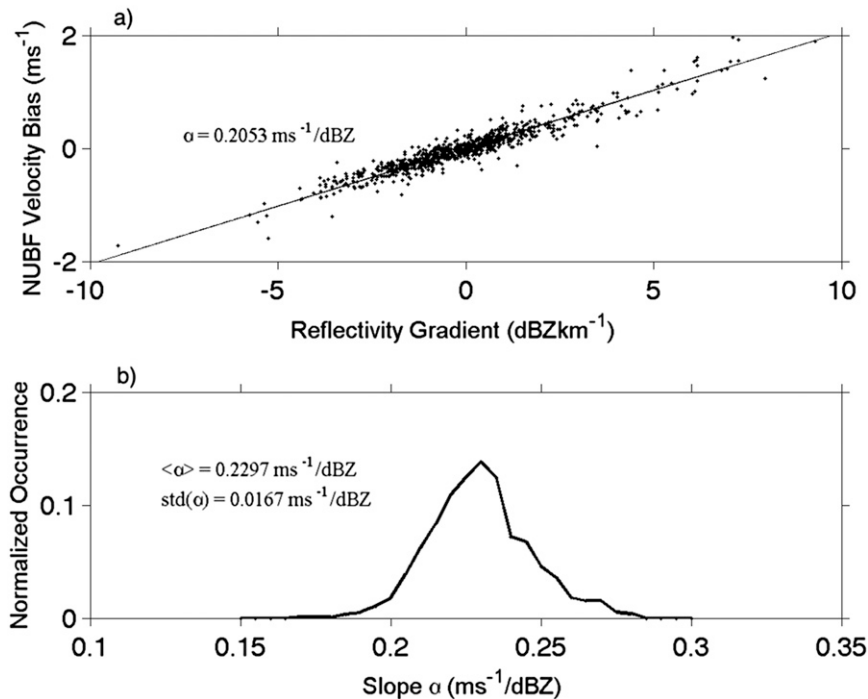 a)
2
0
-2
NUBF Velocity Bias (ms⁻¹)
α = 0.2053 ms⁻¹/dBZ
-10
-5
0
5
10
Reflectivity Gradient (dBZkm⁻¹)
b)
0.2
0.1
0
Normalized Occurrence
<α> = 0.2297 ms⁻¹/dBZ
std(α) = 0.0167 ms⁻¹/dBZ
0.1
0.15
0.2
0.25
0.3
0.35
Slope α (ms⁻¹/dBZ)